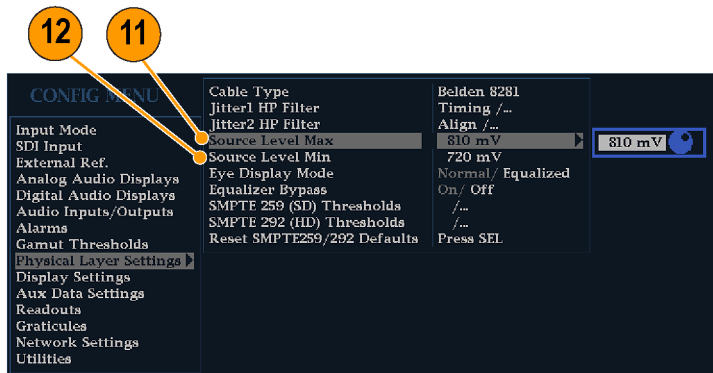 12 11
CONFIG MENU
Input Mode
SDI Input
External Ref.
Analog Audio Displays
Digital Audio Displays
Audio Inputs/Outputs
Alarms
Gamut Thresholds
Physical Layer Settings
Display Settings
Aux Data Settings
Readouts
Graticules
Network Settings
Utilities
Cable Type Belden 8281
Jitter1 HP Filter Timing /...
Jitter2 HP Filter Align /...
Source Level Max 810 mV
Source Level Min 720 mV
Eye Display Mode Normal/ Equalized
Equalizer Bypass On/ Off
SMPTE 259 (SD) Thresholds /...
SMPTE 292 (HD) Thresholds /...
Reset SMPTE259/292 Defaults Press SEL
810 mV